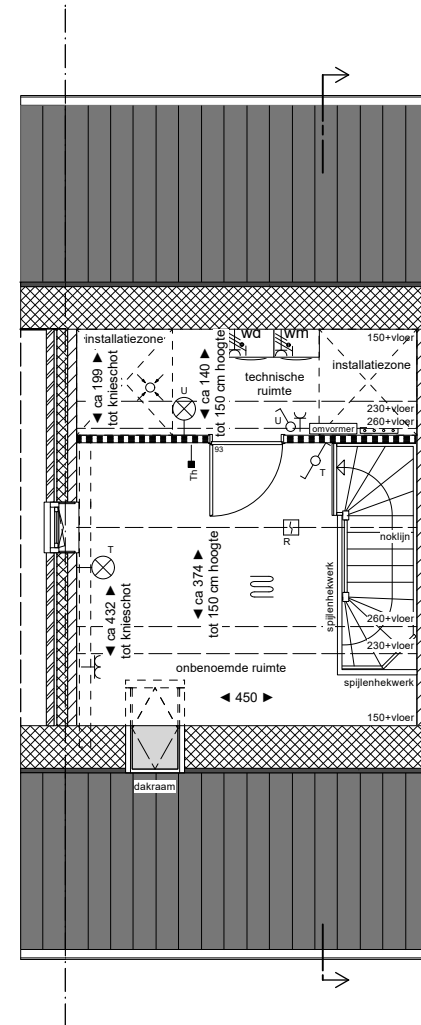 wd
wm
150+vloer
installatiezone
◄ ca 199 ►
tot knieschot
◄ ca 140 ►
tot 150 cm hoogte
technische
ruimte
installatiezone
U
230+vloer
260+vloer
U
omvormer
93
Th
T
T
R
noklijn
◄ ca 432 ►
tot knieschot
◄ ca 374 ►
tot 150 cm hoogte
spijlenhekwerk
260+vloer
230+vloer
onbenoemde ruimte
spijlenhekwerk
◄ 450 ►
150+vloer
dakraam